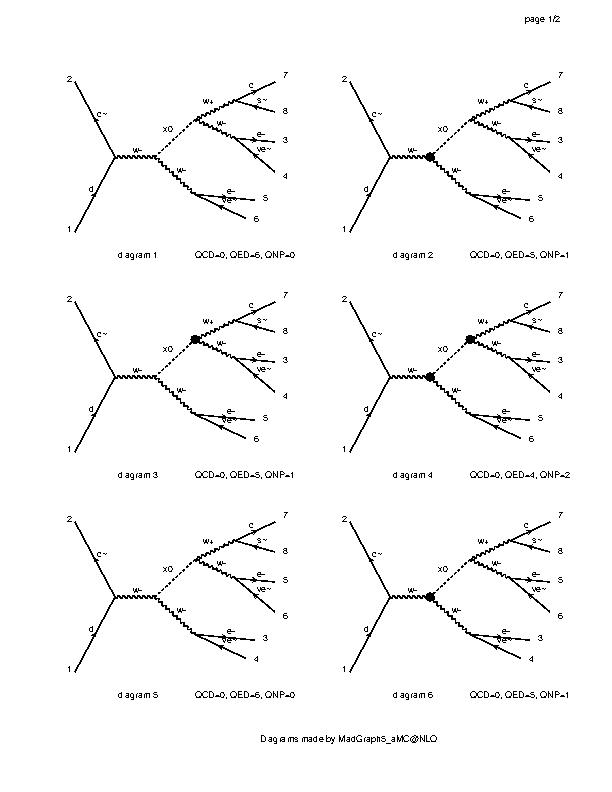 page 1/2
2 c~ d 1 w- x0 w+ c 7 s~ 8 w- e- 3 ve~ 4 w- e- 5 ve~ 6
diagram 1 QCD=0, QED=6, QNP=0
2 c~ d 1 w- x0 w+ c 7 s~ 8 w- e- 3 ve~ 4 w- e- 5 ve~ 6
diagram 2 QCD=0, QED=5, QNP=1
2 c~ d 1 w- x0 w+ c 7 s~ 8 w- e- 3 ve~ 4 w- e- 5 ve~ 6
diagram 3 QCD=0, QED=5, QNP=1
2 c~ d 1 w- x0 w+ c 7 s~ 8 w- e- 3 ve~ 4 w- e- 5 ve~ 6
diagram 4 QCD=0, QED=4, QNP=2
2 c~ d 1 w- x0 w+ c 7 s~ 8 w- e- 5 ve~ 6 w- e- 3 ve~ 4
diagram 5 QCD=0, QED=6, QNP=0
2 c~ d 1 w- x0 w+ c 7 s~ 8 w- e- 5 ve~ 6 w- e- 3 ve~ 4
diagram 6 QCD=0, QED=5, QNP=1
Diagrams made by MadGraph5_aMC@NLO